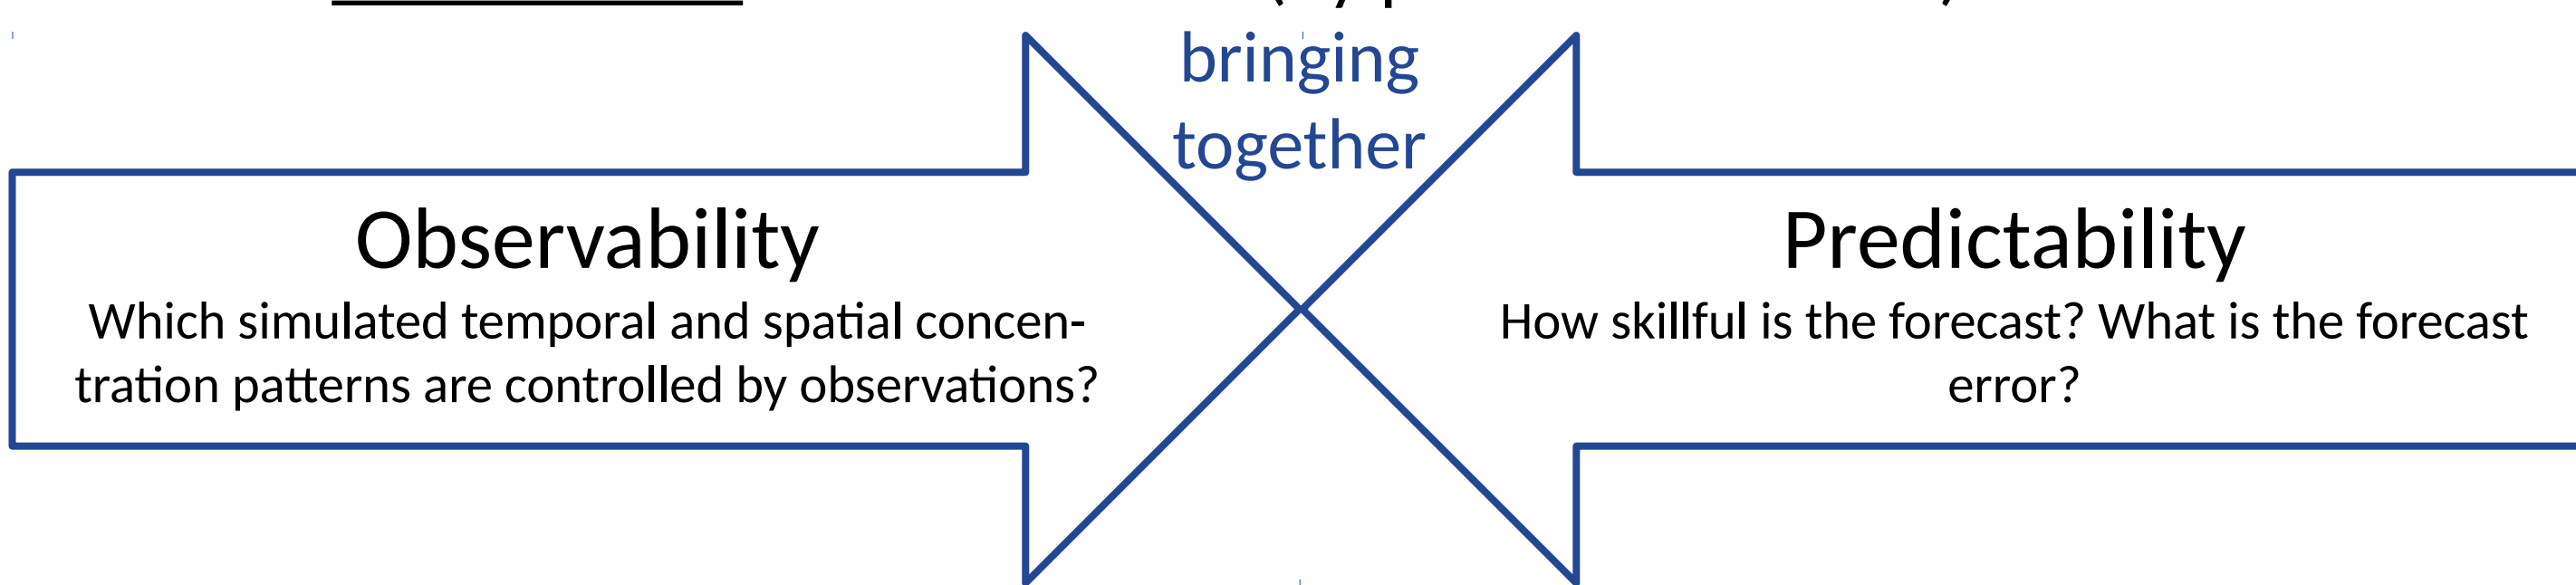 bringing
together
Observability
Which simulated temporal and spatial concen-
tration patterns are controlled by observations?
Predictability
How skillful is the forecast? What is the forecast
error?